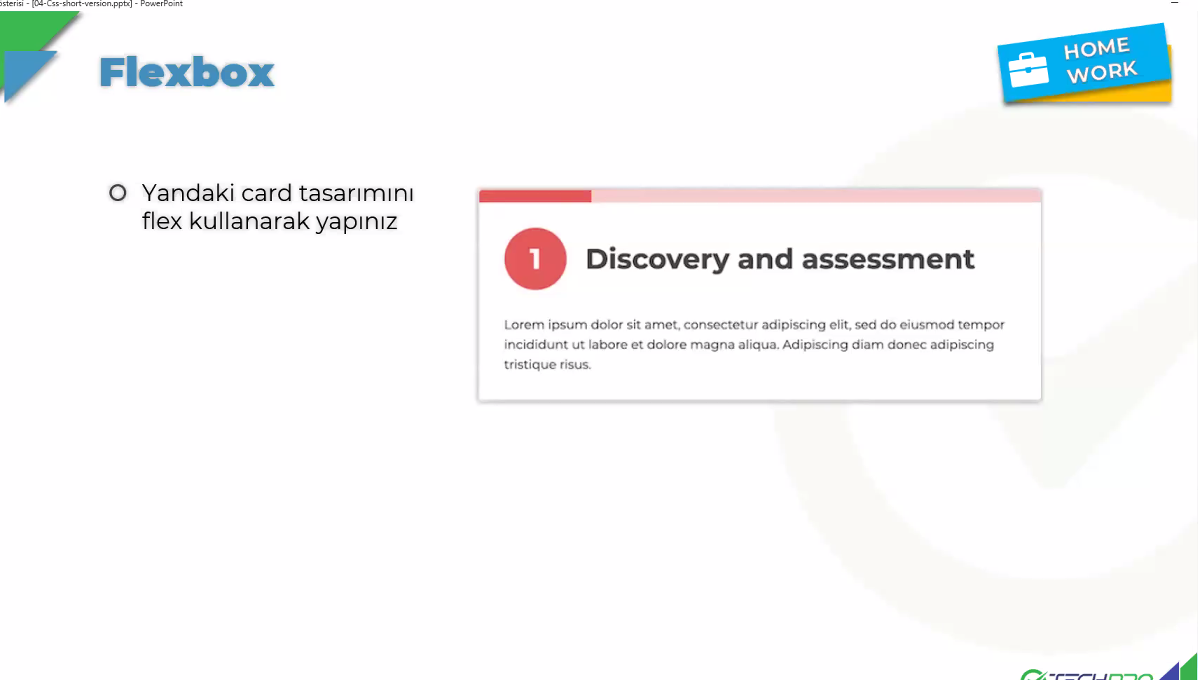 österisi - [04-Css-short-version.pptx] - PowerPoint
Flexbox
HOME
WORK
Yandaki card tasarımını
flex kullanarak yapınız
1
Discovery and assessment
Lorem ipsum dolor sit amet, consectetur adipiscing elit, sed do eiusmod tempor
incididunt ut labore et dolore magna aliqua. Adipiscing diam donec adipiscing
tristique risus.